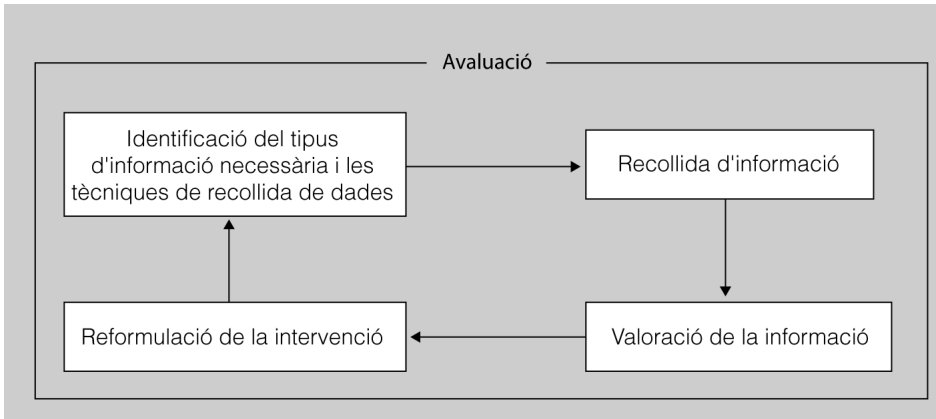 Avaluació
Identificació del tipus
d'informació necessària i les
tècniques de recollida de dades
Recollida d'informació
Reformulació de la intervenció
Valoració de la informació